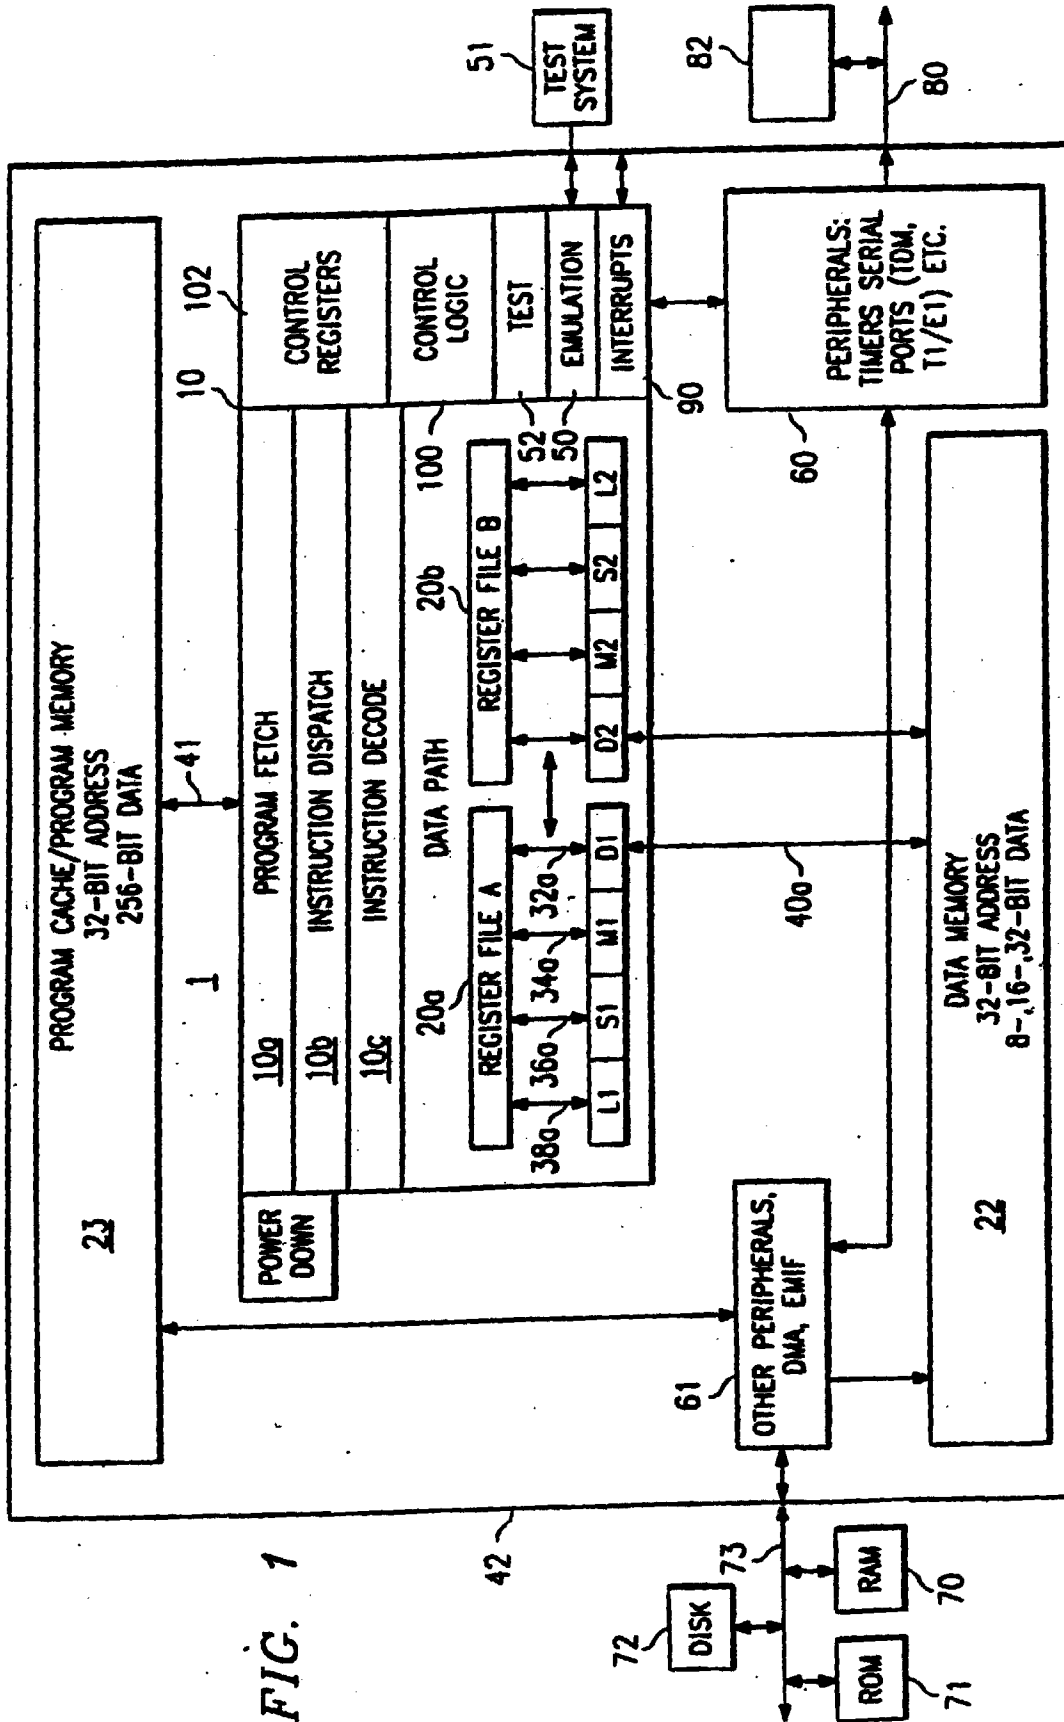 PROGRAM CACHE/PROGRAM MEMORY
32-BIT ADDRESS
256-BIT DATA
23
1
41
10
102
POWER
DOWN
10a
PROGRAM FETCH
10b
INSTRUCTION DISPATCH
10c
INSTRUCTION DECODE
CONTROL
REGISTERS
CONTROL
LOGIC
TEST
EMULATION
INTERRUPTS
20a
DATA PATH
20b
100
REGISTER FILE A
REGISTER FILE B
52
50
90
38a
36a
34a
32a
L1
S1
M1
D1
D2
M2
S2
L2
51
TEST
SYSTEM
82
80
60
PERIPHERALS:
TIMERS SERIAL
PORTS (TDM,
T1/E1) ETC.
40a
61
OTHER PERIPHERALS,
DMA, EMIF
DATA MEMORY
32-BIT ADDRESS
8-,16-,32-BIT DATA
22
42
72
DISK
73
ROM
71
RAM
70
FIG. 1